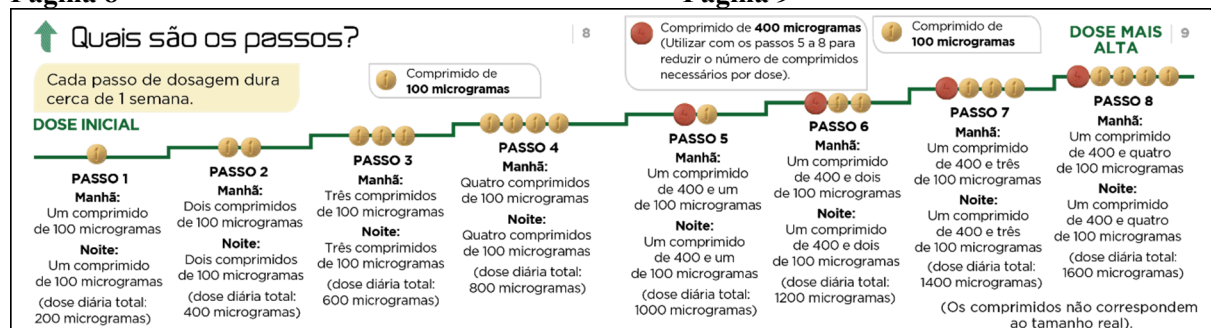 Página 8
Página 9
Quais são os passos?
8
Cada passo de dosagem dura
cerca de 1 semana.
Comprimido de
100 microgramas
Comprimido de 400 microgramas
(Utilizar com os passos 5 a 8 para
reduzir o número de comprimidos
necessários por dose).
Comprimido de
100 microgramas
DOSE MAIS
ALTA
9
DOSE INICIAL
PASSO 1
Manhã:
Um comprimido
de 100 microgramas
Noite:
Um comprimido
de 100 microgramas
(dose diária total:
200 microgramas)
PASSO 2
Manhã:
Dois comprimidos
de 100 microgramas
Noite:
Dois comprimidos
de 100 microgramas
(dose diária total:
400 microgramas)
PASSO 3
Manhã:
Três comprimidos
de 100 microgramas
Noite:
Três comprimidos
de 100 microgramas
(dose diária total:
600 microgramas)
PASSO 4
Manhã:
Quatro comprimidos
de 100 microgramas
Noite:
Quatro comprimidos
de 100 microgramas
(dose diária total:
800 microgramas)
PASSO 5
Manhã:
Um comprimido
de 400 e um
de 100 microgramas
Noite:
Um comprimido
de 400 e um
de 100 microgramas
(dose diária total:
1000 microgramas)
PASSO 6
Manhã:
Um comprimido
de 400 e dois
de 100 microgramas
Noite:
Um comprimido
de 400 e dois
de 100 microgramas
(dose diária total:
1200 microgramas)
PASSO 7
Manhã:
Um comprimido
de 400 e três
de 100 microgramas
Noite:
Um comprimido
de 400 e três
de 100 microgramas
(dose diária total:
1400 microgramas)
PASSO 8
Manhã:
Um comprimido
de 400 e quatro
de 100 microgramas
Noite:
Um comprimido
de 400 e quatro
de 100 microgramas
(dose diária total:
1600 microgramas)
(Os comprimidos não correspondem
ao tamanho real).